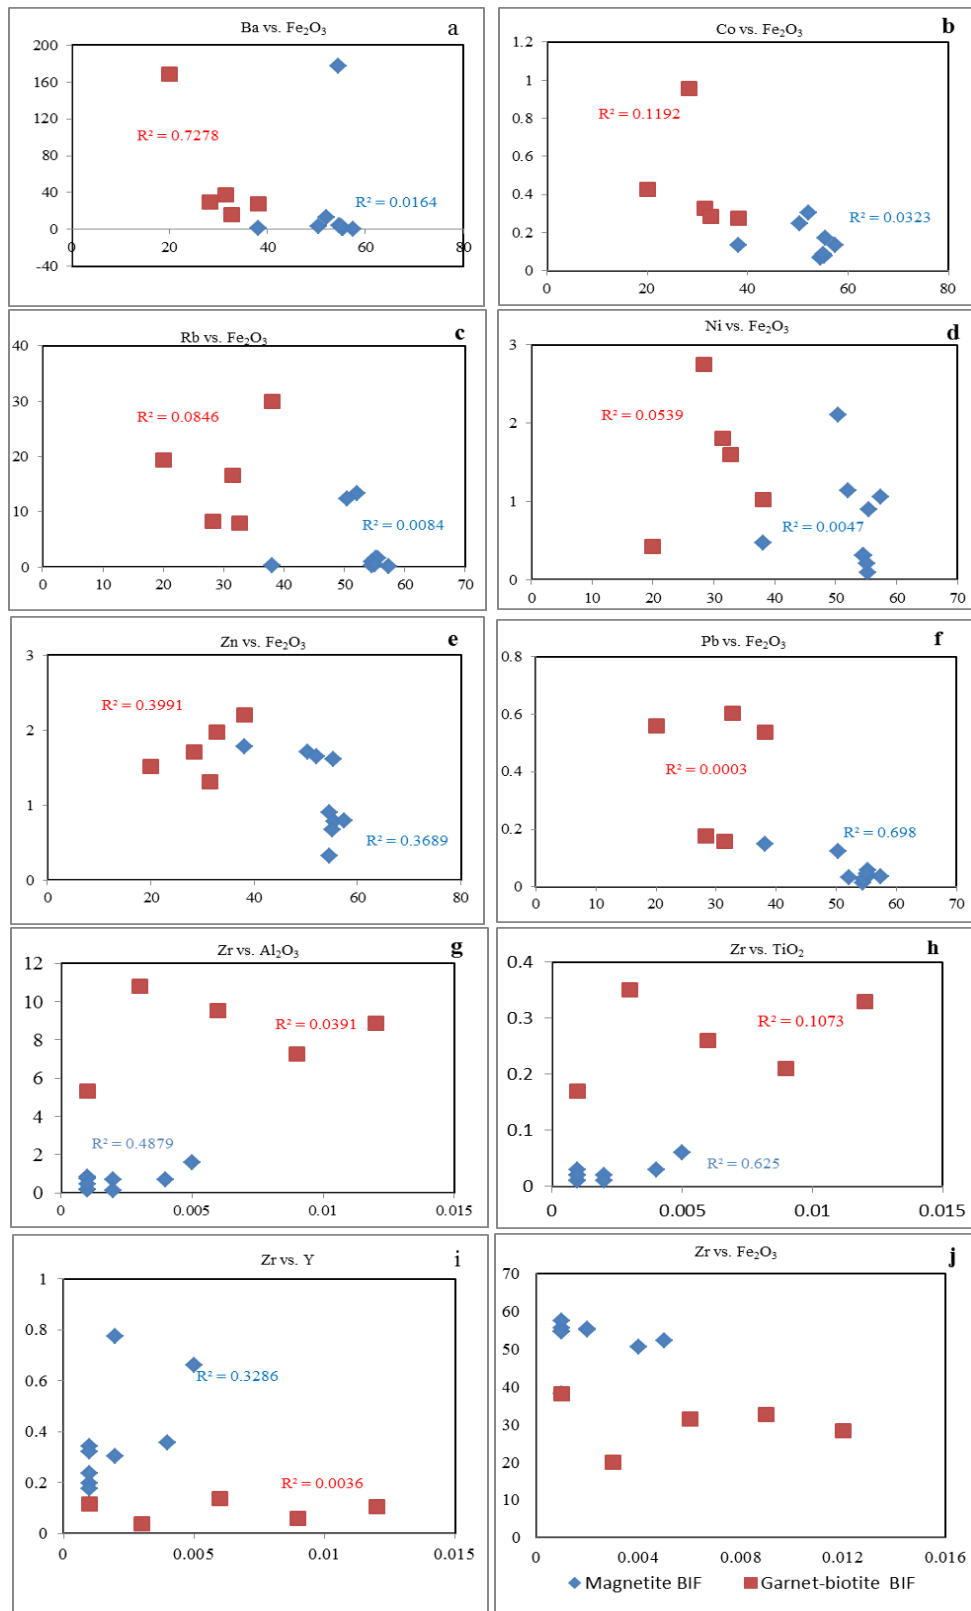 Ba vs. Fe₂O₃ a
200
160
120
80
40
0
-40
0 20 40 60 80
R² = 0.7278
R² = 0.0164
Co vs. Fe₂O₃ b
1.2
1
0.8
0.6
0.4
0.2
0
0 20 40 60 80
R² = 0.1192
R² = 0.0323
Rb vs. Fe₂O₃ c
40
30
20
10
0
0 10 20 30 40 50 60 70
R² = 0.0846
R² = 0.0084
Ni vs. Fe₂O₃ d
3
2
1
0
0 10 20 30 40 50 60 70
R² = 0.0539
R² = 0.0047
Zn vs. Fe₂O₃ e
3
2
1
0
0 20 40 60 80
R² = 0.3991
R² = 0.3689
Pb vs. Fe₂O₃ f
0.8
0.6
0.4
0.2
0
0 10 20 30 40 50 60 70
R² = 0.0003
R² = 0.698
Zr vs. Al₂O₃ g
12
10
8
6
4
2
0
0 0.005 0.01 0.015
R² = 0.0391
R² = 0.4879
Zr vs. TiO₂ h
0.4
0.3
0.2
0.1
0
0 0.005 0.01 0.015
R² = 0.1073
R² = 0.625
Zr vs. Y i
1
0.8
0.6
0.4
0.2
0
0 0.005 0.01 0.015
R² = 0.3286
R² = 0.0036
Zr vs. Fe₂O₃ j
70
60
50
40
30
20
10
0
0 0.004 0.008 0.012 0.016
Magnetite BIF Garnet-biotite BIF